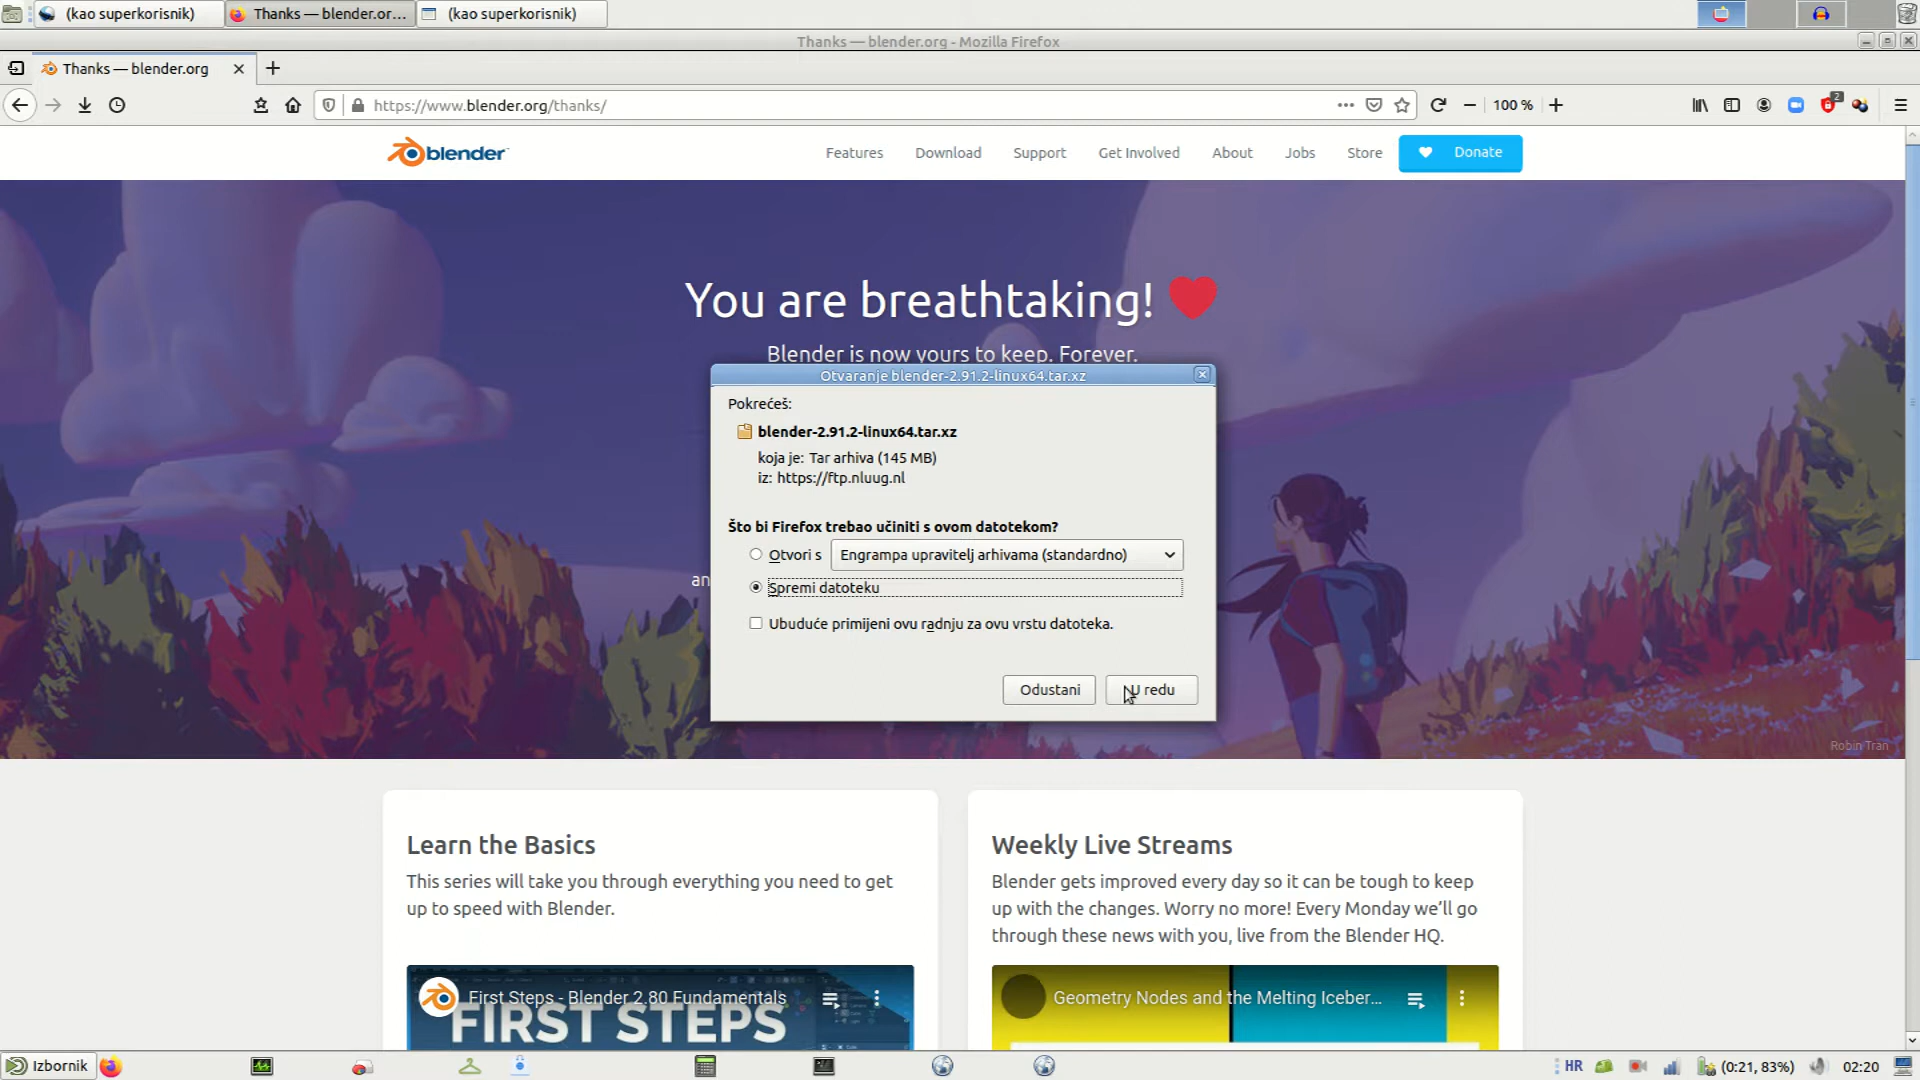 (kao superkorisnik)
Thanks — blender.or...
(kao superkorisnik)
Thanks — blender.org - Mozilla Firefox
Thanks — blender.org
https://www.blender.org/thanks/
100 %
2
blender
Features
Download
Support
Get Involved
About
Jobs
Store
Donate
You are breathtaking!
Blender is now yours to keep. Forever.
an
Otvaranje blender-2.91.2-linux64.tar.xz
Pokrećeš:
blender-2.91.2-linux64.tar.xz
koja je: Tar arhiva (145 MB)
iz: https://ftp.nluug.nl
Što bi Firefox trebao učiniti s ovom datotekom?
Otvori s
Engrampa upravitelj arhivama (standardno)
Spremi datoteku
Ubuduće primijeni ovu radnju za ovu vrstu datoteka.
Odustani
U redu
Robin Tran
Learn the Basics
This series will take you through everything you need to get
up to speed with Blender.
First Steps - Blender 2.80 Fundamentals
FIRST STEPS
Weekly Live Streams
Blender gets improved every day so it can be tough to keep
up with the changes. Worry no more! Every Monday we’ll go
through these news with you, live from the Blender HQ.
Geometry Nodes and the Melting Iceber...
Izbornik
HR
(0:21, 83%)
02:20